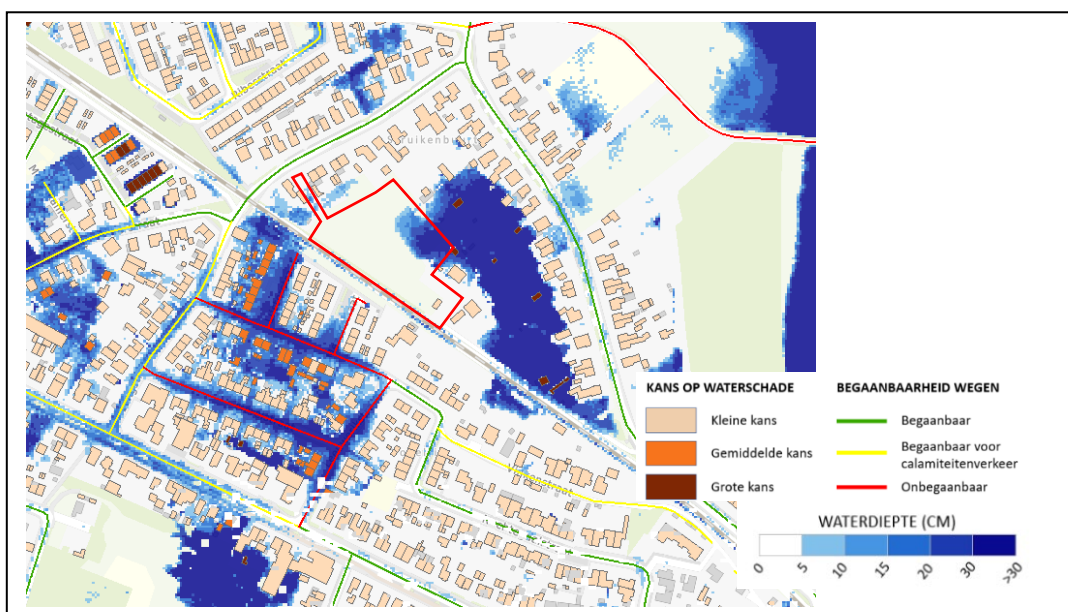 KANS OP WATERSCHADE
Kleine kans
Gemiddelde kans
Grote kans
BEGAANBAARHEID WEGEN
Begaanbaar
Begaanbaar voor
calamiteitenverkeer
Onbegaanbaar
WATERDIEPTE (CM)
0 5 10 15 20 30 >30